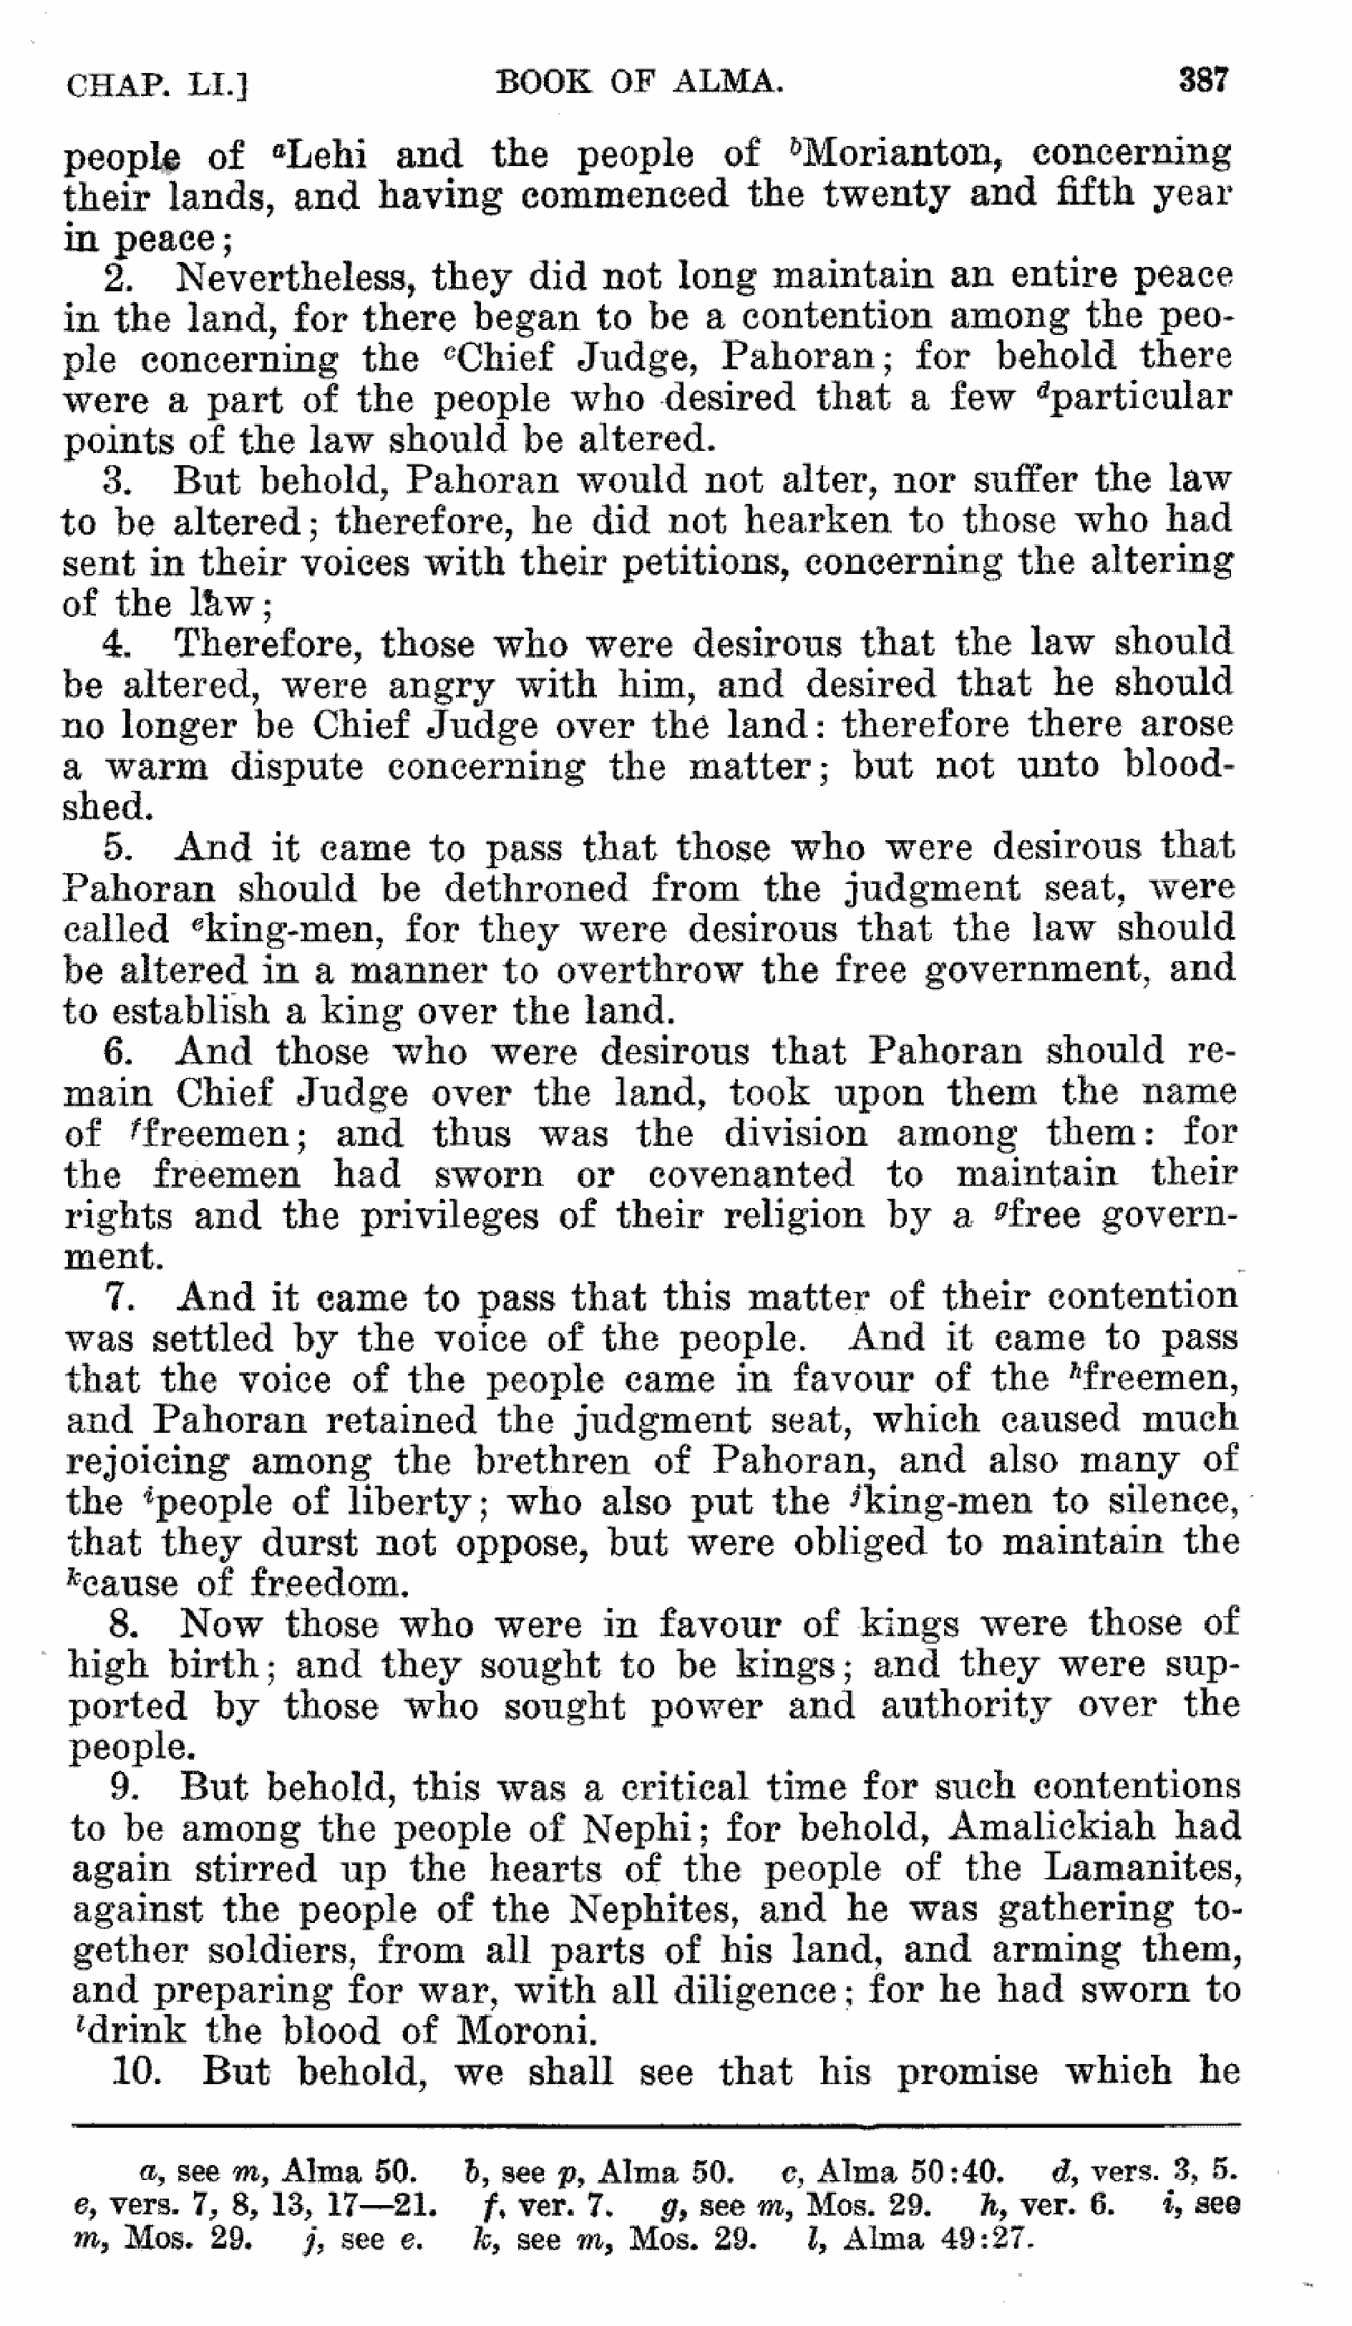 CHAP. LI.] BOOK OF ALMA. 387
people of ᵃLehi and the people of ᵇMorianton, concerning
their lands, and having commenced the twenty and fifth year
in peace;
2. Nevertheless, they did not long maintain an entire peace
in the land, for there began to be a contention among the peo-
ple concerning the ᶜChief Judge, Pahoran; for behold there
were a part of the people who desired that a few ᵈparticular
points of the law should be altered.
3. But behold, Pahoran would not alter, nor suffer the law
to be altered; therefore, he did not hearken to those who had
sent in their voices with their petitions, concerning the altering
of the law;
4. Therefore, those who were desirous that the law should
be altered, were angry with him, and desired that he should
no longer be Chief Judge over the land: therefore there arose
a warm dispute concerning the matter; but not unto blood-
shed.
5. And it came to pass that those who were desirous that
Pahoran should be dethroned from the judgment seat, were
called ᵉking-men, for they were desirous that the law should
be altered in a manner to overthrow the free government, and
to establish a king over the land.
6. And those who were desirous that Pahoran should re-
main Chief Judge over the land, took upon them the name
of ᶠfreemen; and thus was the division among them: for
the freemen had sworn or covenanted to maintain their
rights and the privileges of their religion by a ᵍfree govern-
ment.
7. And it came to pass that this matter of their contention
was settled by the voice of the people. And it came to pass
that the voice of the people came in favour of the ʰfreemen,
and Pahoran retained the judgment seat, which caused much
rejoicing among the brethren of Pahoran, and also many of
the ⁱpeople of liberty; who also put the ʲking-men to silence,
that they durst not oppose, but were obliged to maintain the
ᵏcause of freedom.
8. Now those who were in favour of kings were those of
high birth; and they sought to be kings; and they were sup-
ported by those who sought power and authority over the
people.
9. But behold, this was a critical time for such contentions
to be among the people of Nephi; for behold, Amalickiah had
again stirred up the hearts of the people of the Lamanites,
against the people of the Nephites, and he was gathering to-
gether soldiers, from all parts of his land, and arming them,
and preparing for war, with all diligence; for he had sworn to
ˡdrink the blood of Moroni.
10. But behold, we shall see that his promise which he
a, see m, Alma 50. b, see p, Alma 50. c, Alma 50:40. d, vers. 3, 5.
e, vers. 7, 8, 13, 17—21. f, ver. 7. g, see m, Mos. 29. h, ver. 6. i, see
m, Mos. 29. j, see e. k, see m, Mos. 29. l, Alma 49:27.